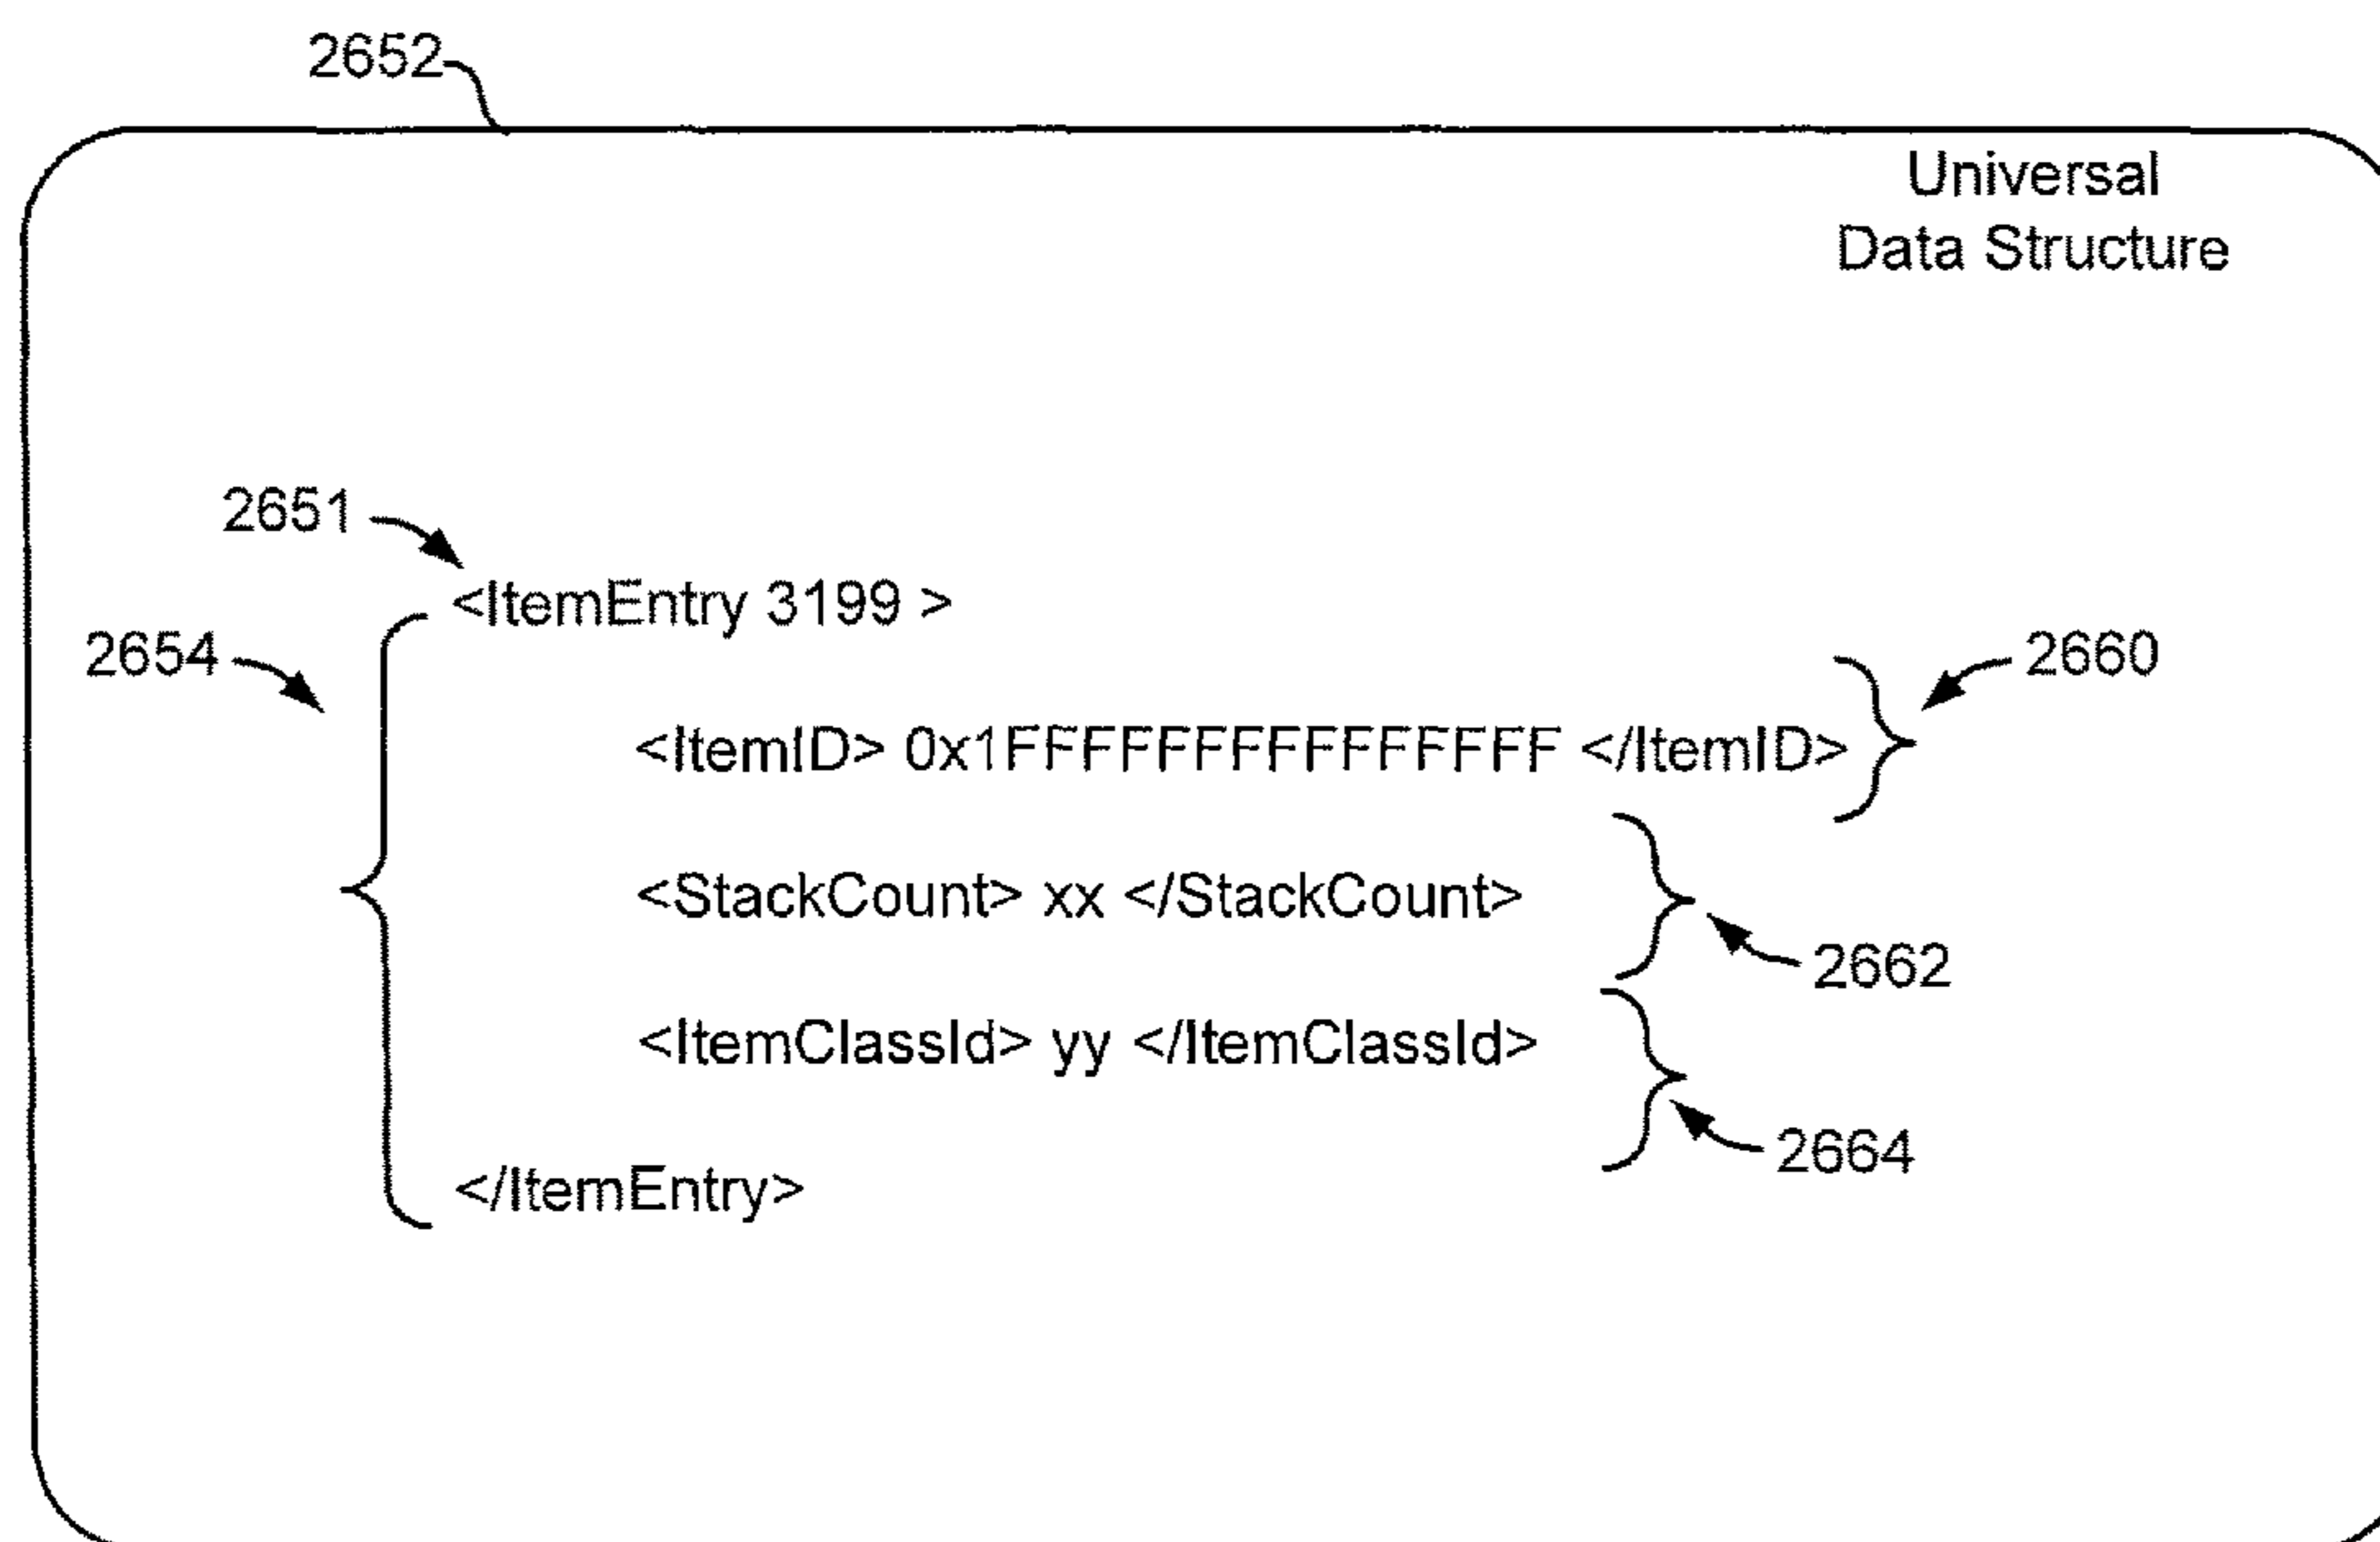 2652
Universal
Data Structure
2651
<ItemEntry 3199 >
2654
2660
<ItemID> 0x1FFFFFFFFFFFFFFF </ItemID>
<StackCount> xx </StackCount>
2662
<ItemClassId> yy </ItemClassId>
2664
</ItemEntry>